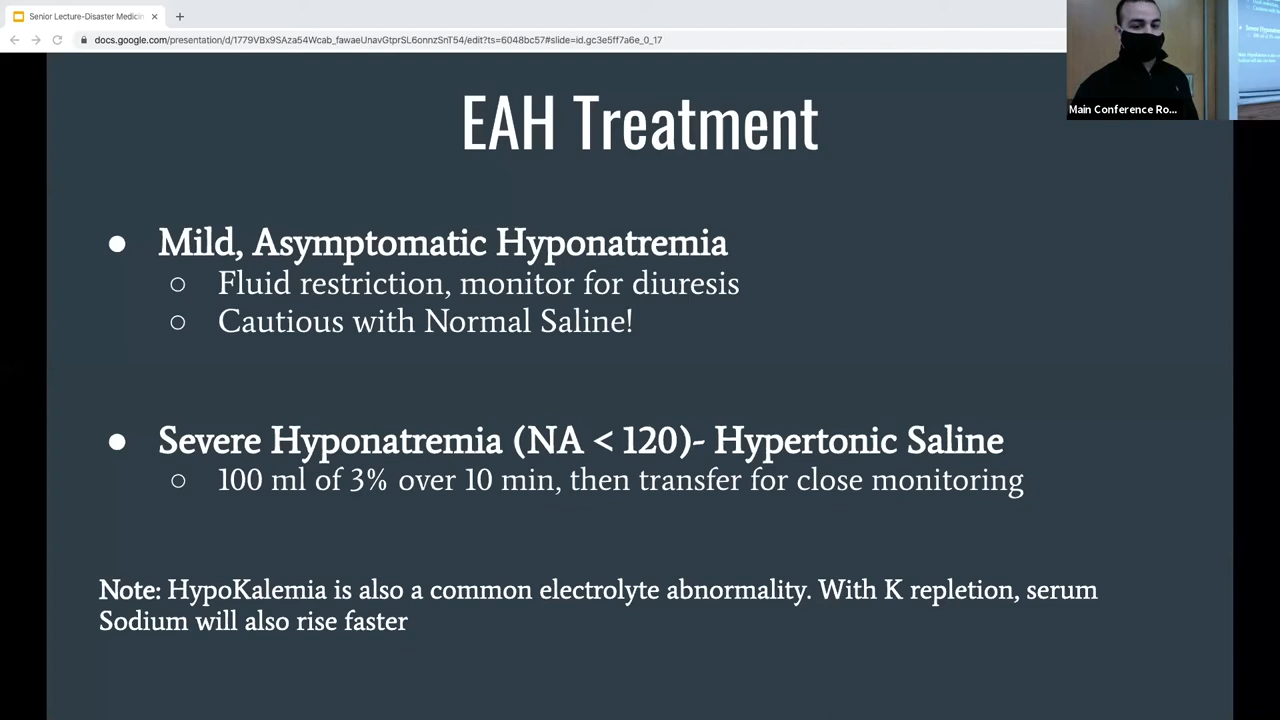 Senior Lecture-Disaster Medicin
docs.google.com/presentation/d/1779VBx9SAza54Wcab_fawaeUnavGtprSL6onnzSnT54/edit?ts=6048bc57#slide=id.gc3e5ff7a6e_0_17
Main Conference Ro...
EAH Treatment
● Mild, Asymptomatic Hyponatremia
○ Fluid restriction, monitor for diuresis
○ Cautious with Normal Saline!
● Severe Hyponatremia (NA < 120)- Hypertonic Saline
○ 100 ml of 3% over 10 min, then transfer for close monitoring
Note: HypoKalemia is also a common electrolyte abnormality. With K repletion, serum
Sodium will also rise faster